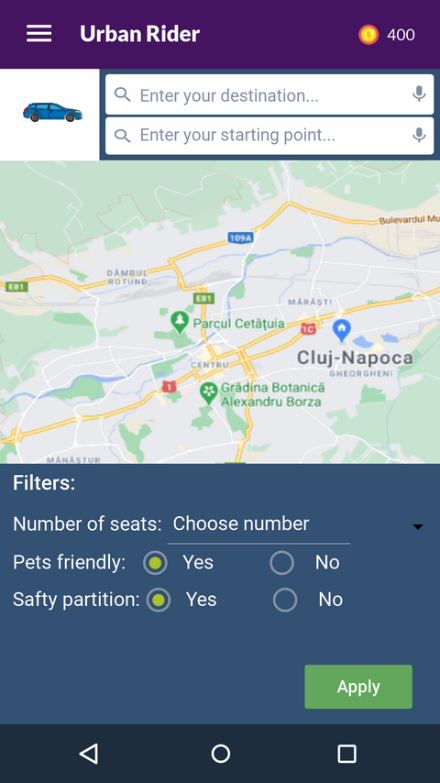 Urban Rider
400
Enter your destination...
Enter your starting point...
Bulevardul Mu
109A
DÂMBUL
ROTUND
E81
E81
MĂRĂȘTI
Parcul Cetățuia
1C
Cluj-Napoca
CENTRU
GHEORGHENI
1
Grădina Botanică
Alexandru Borza
MĂNĂȘTUR
Filters:
Number of seats: Choose number
Pets friendly: Yes No
Safty partition: Yes No
Apply